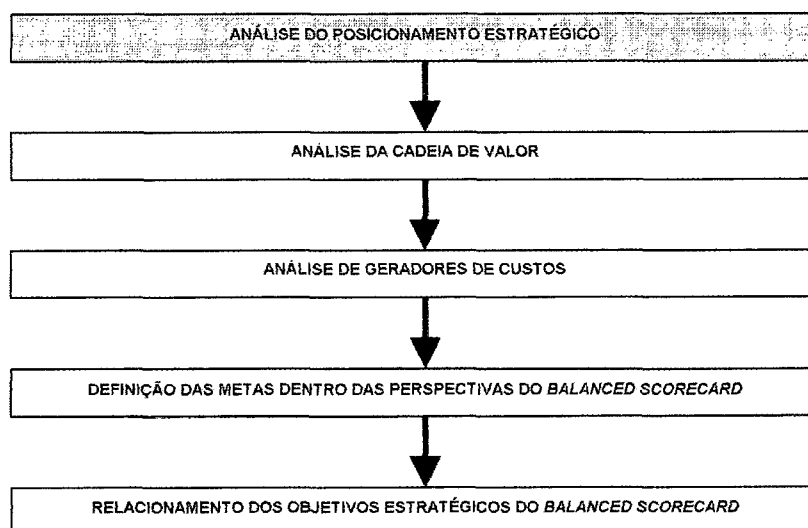 ANÁLISE DO POSICIONAMENTO ESTRATÉGICO
ANÁLISE DA CADEIA DE VALOR
ANÁLISE DE GERADORES DE CUSTOS
DEFINIÇÃO DAS METAS DENTRO DAS PERSPECTIVAS DO BALANCED SCORECARD
RELACIONAMENTO DOS OBJETIVOS ESTRATÉGICOS DO BALANCED SCORECARD